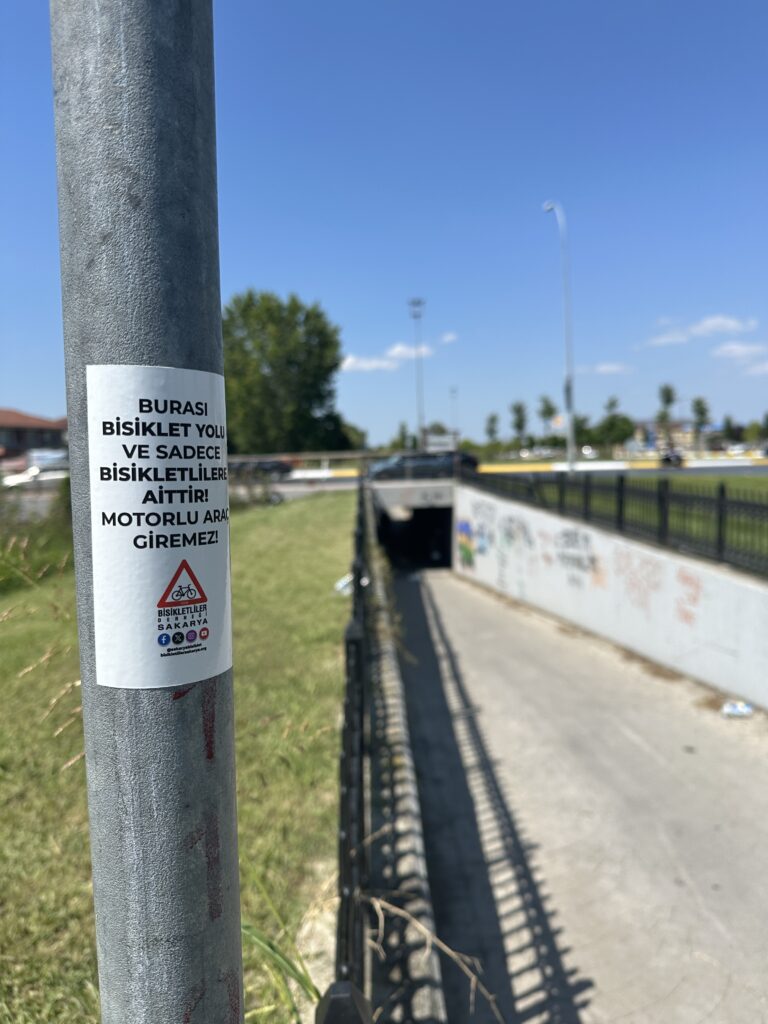 BURASI
BİSİKLET YOLU
VE SADECE
BİSİKLETLİLERE
AİTTİR!
MOTORLU ARAÇ
GİREMEZ!
BİSİKLETLİLER
DERNEĞİ
SAKARYA